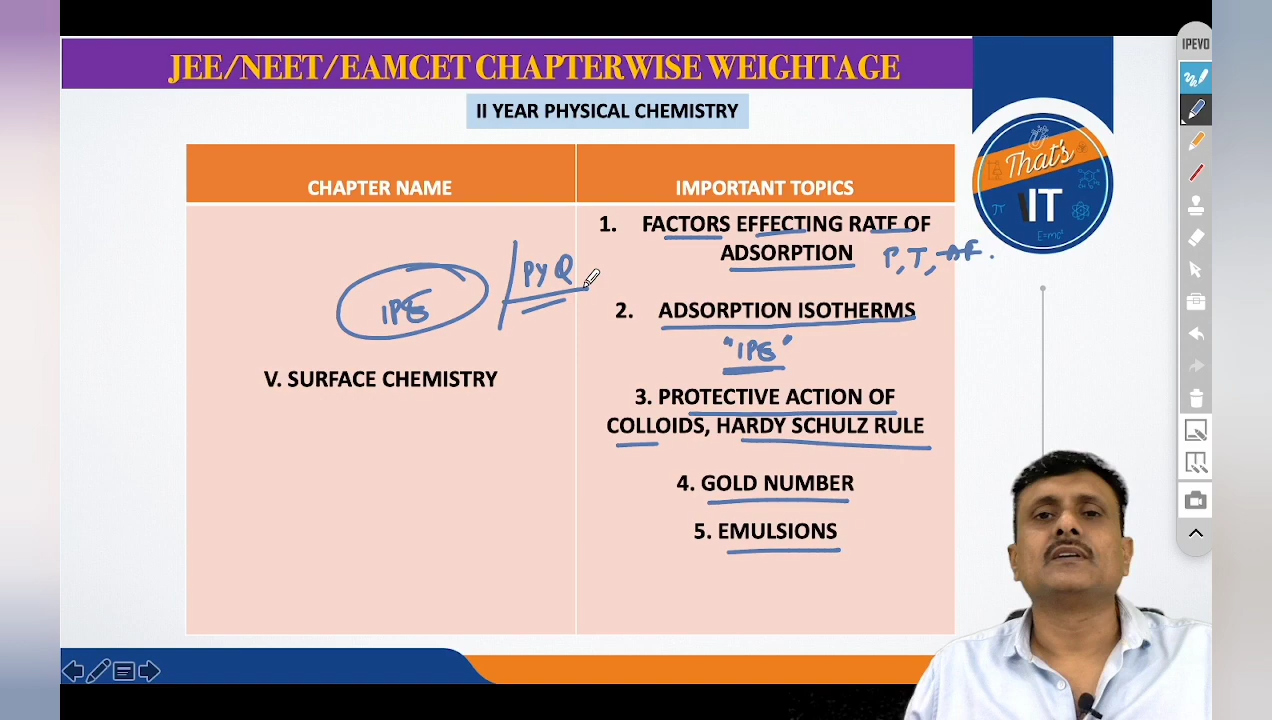 JEE/NEET/EAMCET CHAPTERWISE WEIGHTAGE
II YEAR PHYSICAL CHEMISTRY
CHAPTER NAME
IMPORTANT TOPICS
IPE
PYQ
V. SURFACE CHEMISTRY
1. FACTORS EFFECTING RATE OF
ADSORPTION
P, T,
2. ADSORPTION ISOTHERMS
"IPE"
3. PROTECTIVE ACTION OF
COLLOIDS, HARDY SCHULZ RULE
4. GOLD NUMBER
5. EMULSIONS
That's
IT
E=mc²
IPEVO